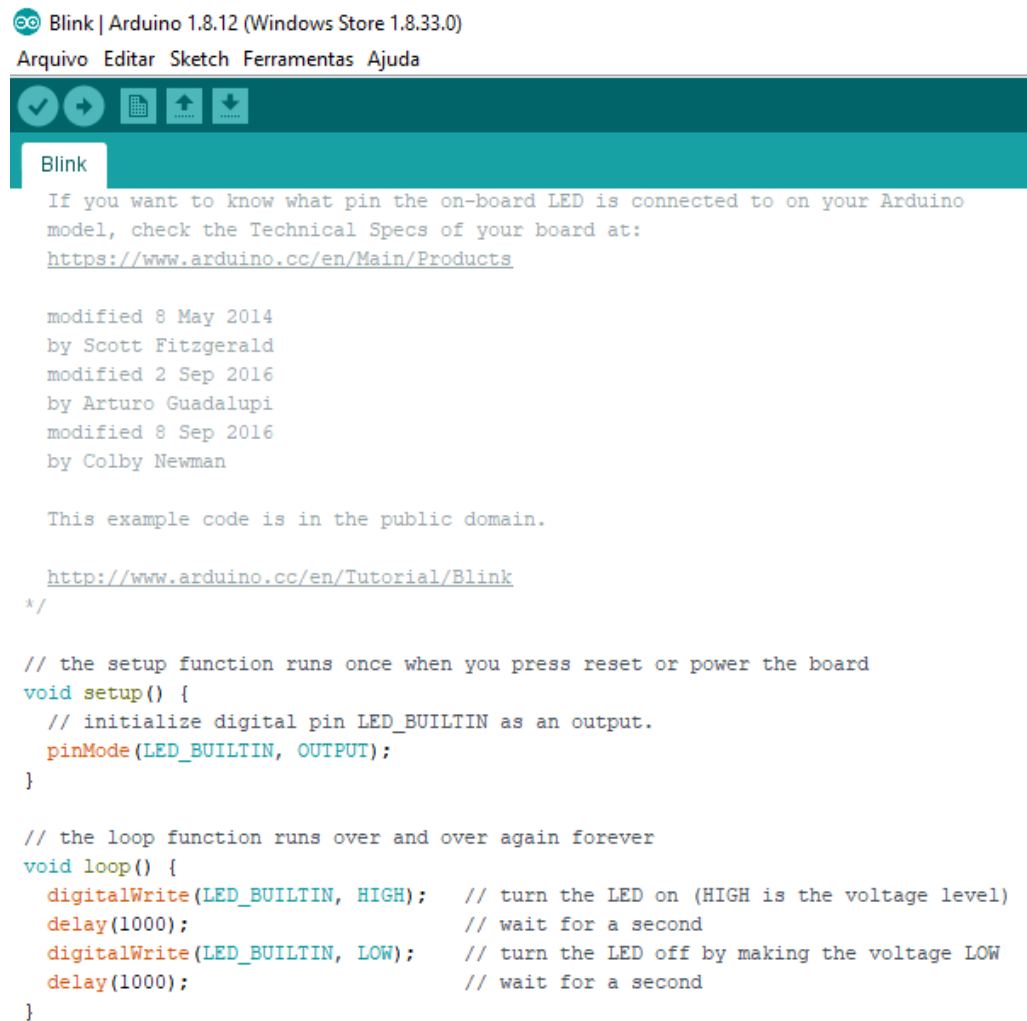 Blink | Arduino 1.8.12 (Windows Store 1.8.33.0)
Arquivo Editar Sketch Ferramentas Ajuda
Blink
If you want to know what pin the on-board LED is connected to on your Arduino
model, check the Technical Specs of your board at:
https://www.arduino.cc/en/Main/Products
modified 8 May 2014
by Scott Fitzgerald
modified 2 Sep 2016
by Arturo Guadalupi
modified 8 Sep 2016
by Colby Newman
This example code is in the public domain.
http://www.arduino.cc/en/Tutorial/Blink
*/
// the setup function runs once when you press reset or power the board
void setup() {
// initialize digital pin LED_BUILTIN as an output.
pinMode(LED_BUILTIN, OUTPUT);
}
// the loop function runs over and over again forever
void loop() {
digitalWrite(LED_BUILTIN, HIGH); // turn the LED on (HIGH is the voltage level)
delay(1000); // wait for a second
digitalWrite(LED_BUILTIN, LOW); // turn the LED off by making the voltage LOW
delay(1000); // wait for a second
}